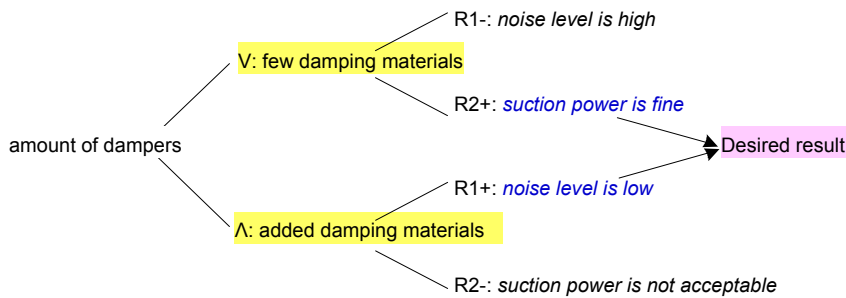 R1-: noise level is high
V: few damping materials
R2+: suction power is fine
amount of dampers
Desired result
R1+: noise level is low
Λ: added damping materials
R2-: suction power is not acceptable